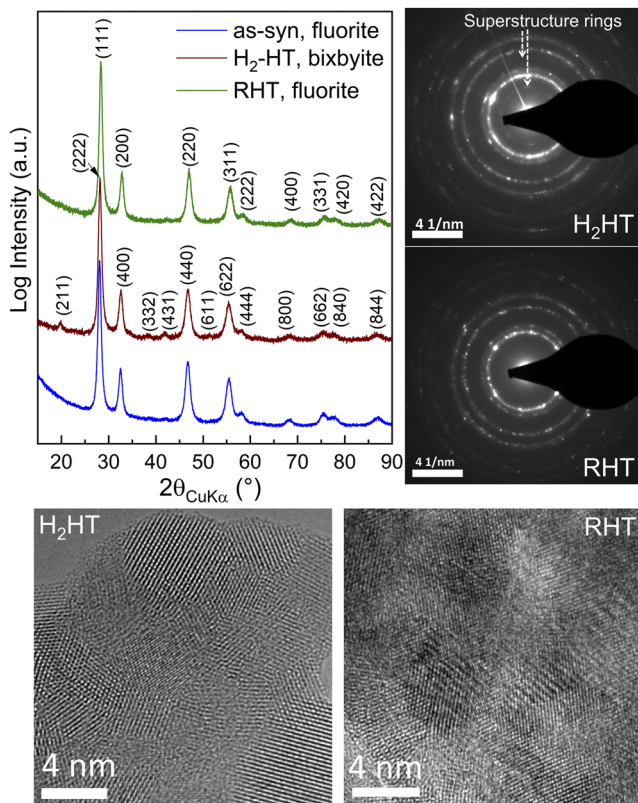 as-syn, fluorite
H₂-HT, bixbyite
RHT, fluorite
(111)
(222)
(200)
(220)
(311)
(222)
(400)
(331)
(420)
(422)
(211)
(400)
(332)
(431)
(440)
(611)
(622)
(444)
(800)
(662)
(840)
(844)
Log Intensity (a.u.)
20 30 40 50 60 70 80 90
2θCuKα (°)
Superstructure rings
4 1/nm
H₂HT
4 1/nm
RHT
H₂HT
4 nm
RHT
4 nm